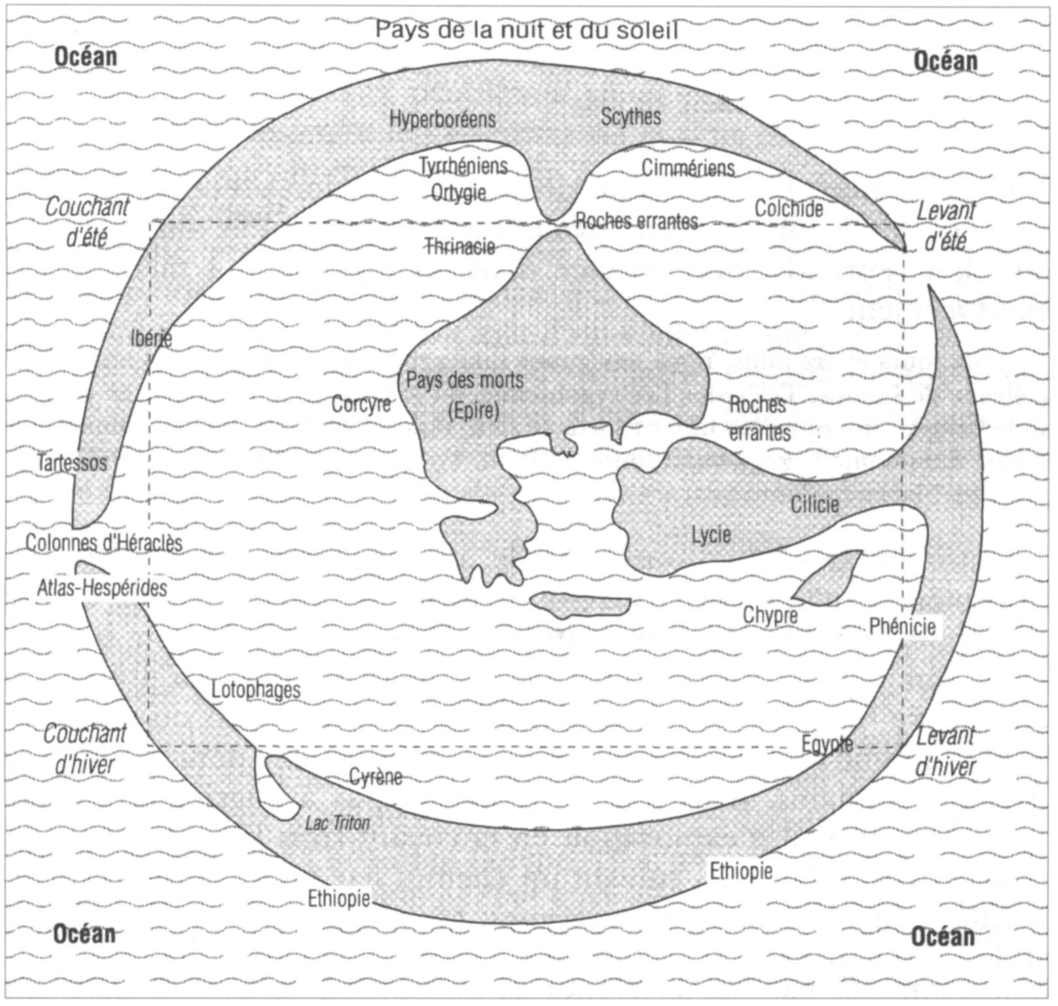 Pays de la nuit et du soleil
Océan
Océan
Hyperboréens
Scythes
Tyrrhéniens
Ortygie
Cimmériens
Couchant
d'été
Colchide
Levant
d'été
Roches errantes
Thrinacie
Ibérie
Pays des morts
(Epire)
Corcyre
Roches
errantes
Tartessos
Cilicie
Lycie
Colonnes d'Héraclès
Atlas-Hespérides
Chypre
Phénicie
Lotophages
Couchant
d'hiver
Egypte
Levant
d'hiver
Cyrène
Lac Triton
Ethiopie
Ethiopie
Océan
Océan